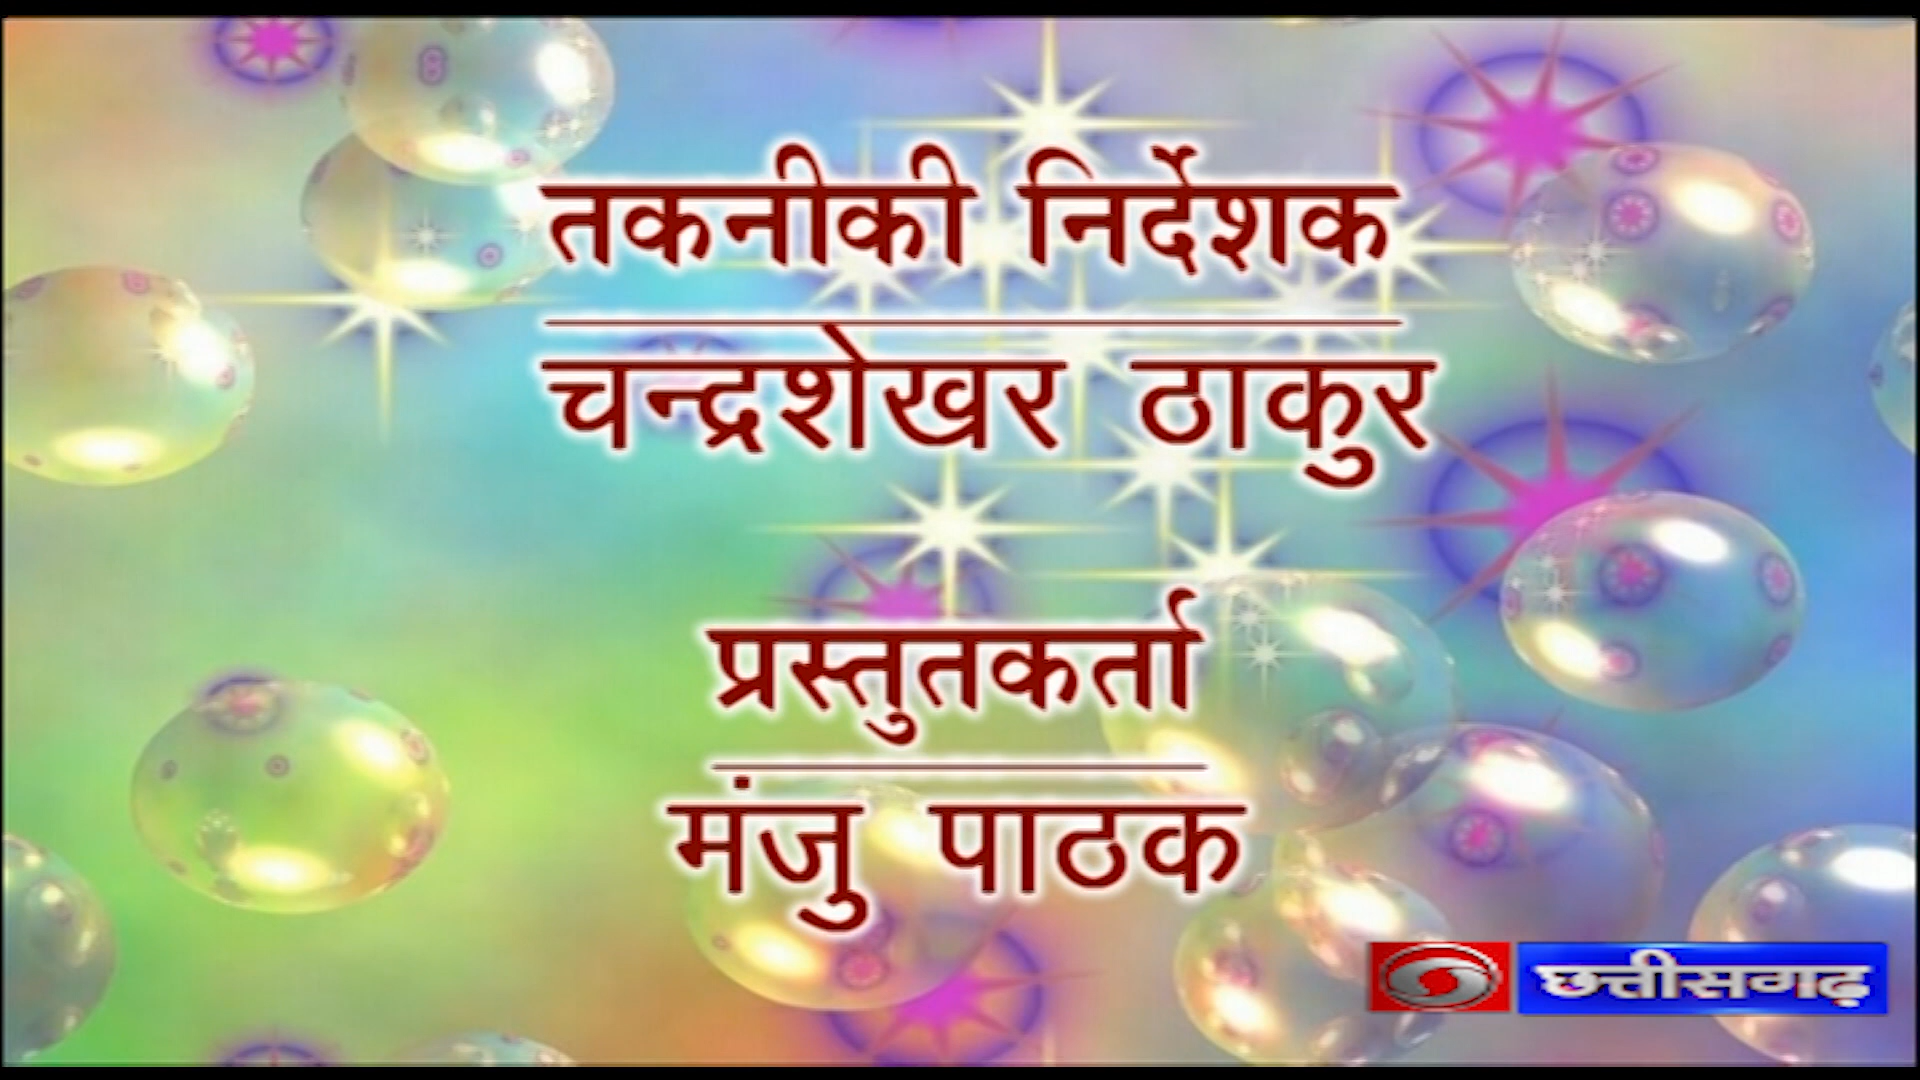 तकनीकी निर्देशक
चन्द्रशेखर ठाकुर
प्रस्तुतकर्ता
मंजु पाठक
छत्तीसगढ़